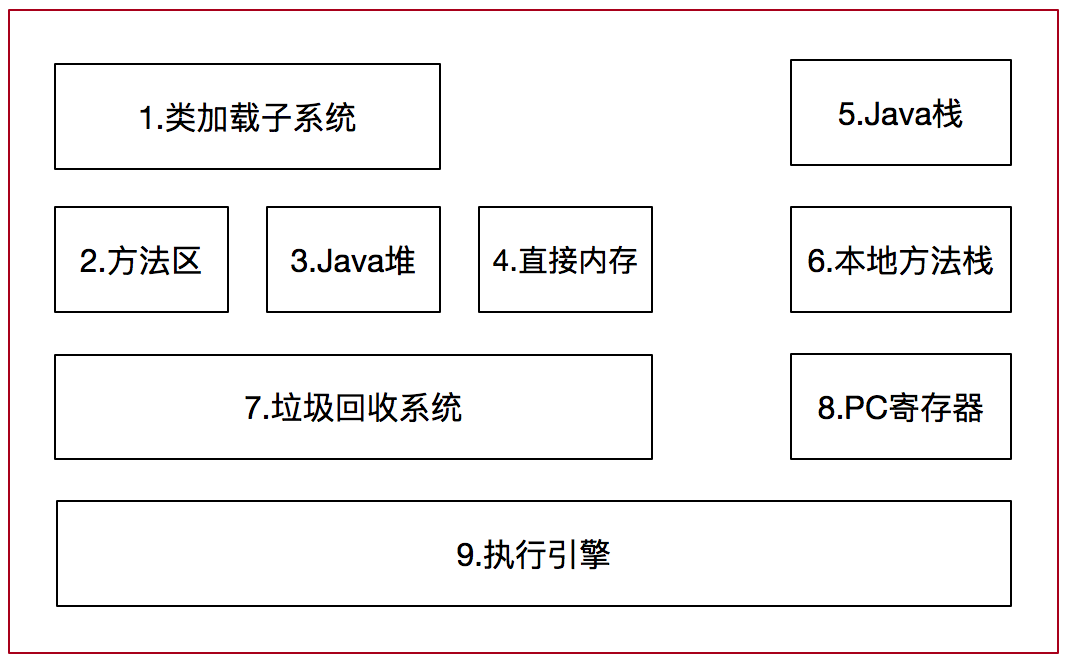 1.类加载子系统
5.Java栈
2.方法区
3.Java堆
4.直接内存
6.本地方法栈
7.垃圾回收系统
8.PC寄存器
9.执行引擎